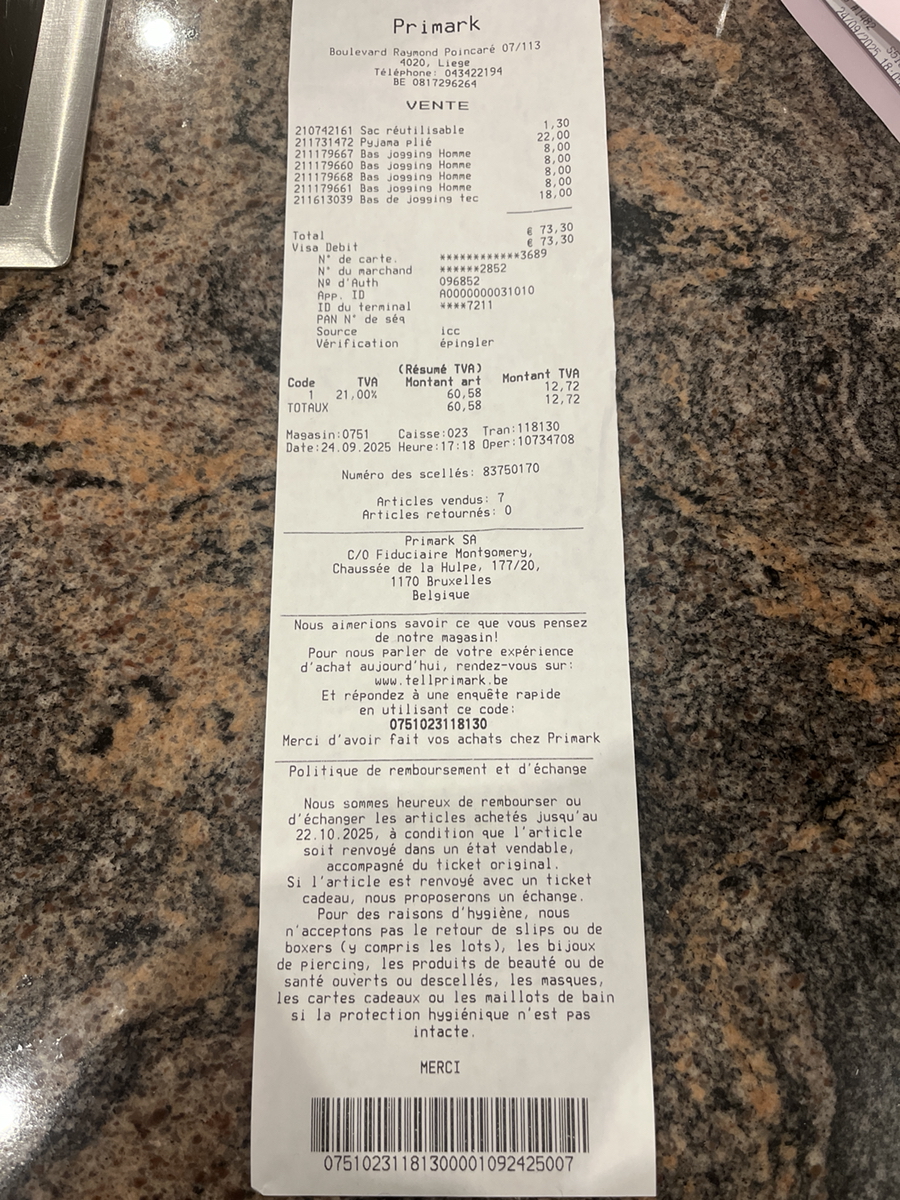 Primark
Boulevard Raymond Poincaré 07/113
4020, Liege
Téléphone: 043422194
BE 0817296264
VENTE
210742161 Sac réutilisable 1,30
211731472 Pyjama plié 22,00
211179667 Bas Jogging Homme 8,00
211179660 Bas Jogging Homme 8,00
211179668 Bas Jogging Homme 8,00
211179661 Bas Jogging Homme 8,00
211613039 Bas de jogging tec 18,00
Total € 73,30
Visa Debit € 73,30
N° de carte. ************3689
N° du marchand ******2852
Nº d'Auth 096852
App. ID A0000000031010
ID du terminal ****7211
PAN N° de séq
Source icc
Vérification épingler
(Résumé TVA)
Code TVA Montant art Montant TVA
1 21,00% 60,58 12,72
TOTAUX 60,58 12,72
Magasin:0751 Caisse:023 Tran:118130
Date:24.09.2025 Heure:17:18 Oper:10734708
Numéro des scellés: 83750170
Articles vendus: 7
Articles retournés: 0
Primark SA
C/O Fiduciaire Montgomery,
Chaussée de la Hulpe, 177/20,
1170 Bruxelles
Belgique
Nous aimerions savoir ce que vous pensez
de notre magasin!
Pour nous parler de votre expérience
d'achat aujourd'hui, rendez-vous sur:
www.tellprimark.be
Et répondez à une enquête rapide
en utilisant ce code:
0751023118130
Merci d'avoir fait vos achats chez Primark
Politique de remboursement et d'échange
Nous sommes heureux de rembourser ou
d'échanger les articles achetés jusqu'au
22.10.2025, à condition que l'article
soit renvoyé dans un état vendable,
accompagné du ticket original.
Si l'article est renvoyé avec un ticket
cadeau, nous proposerons un échange.
Pour des raisons d'hygiène, nous
n'acceptons pas le retour de slips ou de
boxers (y compris les lots), les bijoux
de piercing, les produits de beauté ou de
santé ouverts ou descellés, les masques,
les cartes cadeaux ou les maillots de bain
si la protection hygiénique n'est pas
intacte.
MERCI
07510231181300001092425007